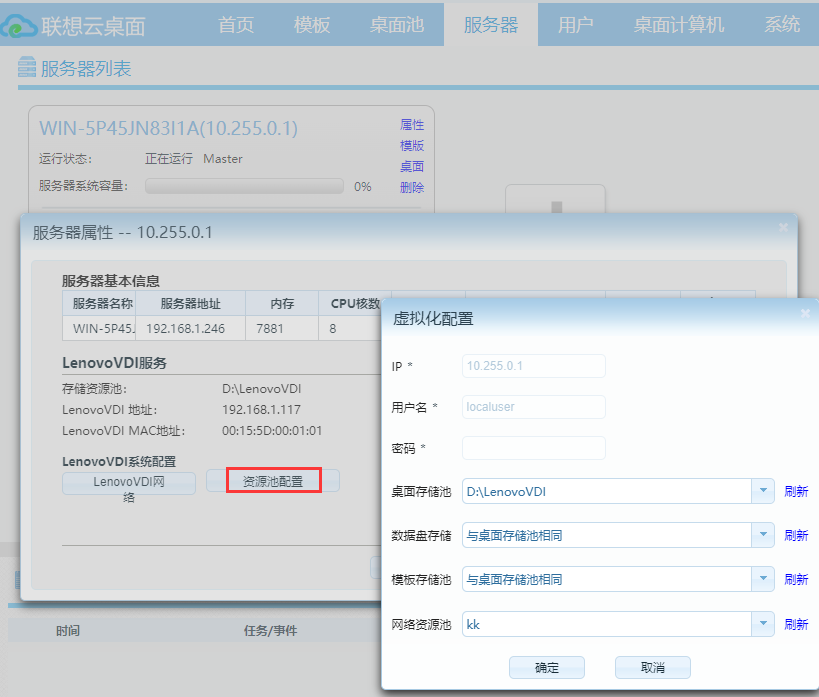 联想云桌面 首页 模板 桌面池 服务器 用户 桌面计算机 系统
服务器列表
WIN-5P45JN83I1A(10.255.0.1) 属性
模版
运行状态: 正在运行 Master
桌面
服务器系统容量: 0% 删除
服务器属性 -- 10.255.0.1
服务器基本信息
服务器名称 服务器地址 内存 CPU核数
WIN-5P45J 192.168.1.246 7881 8
LenovoVDI服务
存储资源池: D:\LenovoVDI
LenovoVDI 地址: 192.168.1.117
LenovoVDI MAC地址: 00:15:5D:00:01:01
LenovoVDI系统配置
LenovoVDI网
络
资源池配置
虚拟化配置
IP * 10.255.0.1
用户名 * localuser
密码 *
桌面存储池 D:\LenovoVDI 刷新
数据盘存储 与桌面存储池相同 刷新
模板存储池 与桌面存储池相同 刷新
网络资源池 kk 刷新
确定 取消
时间 任务/事件